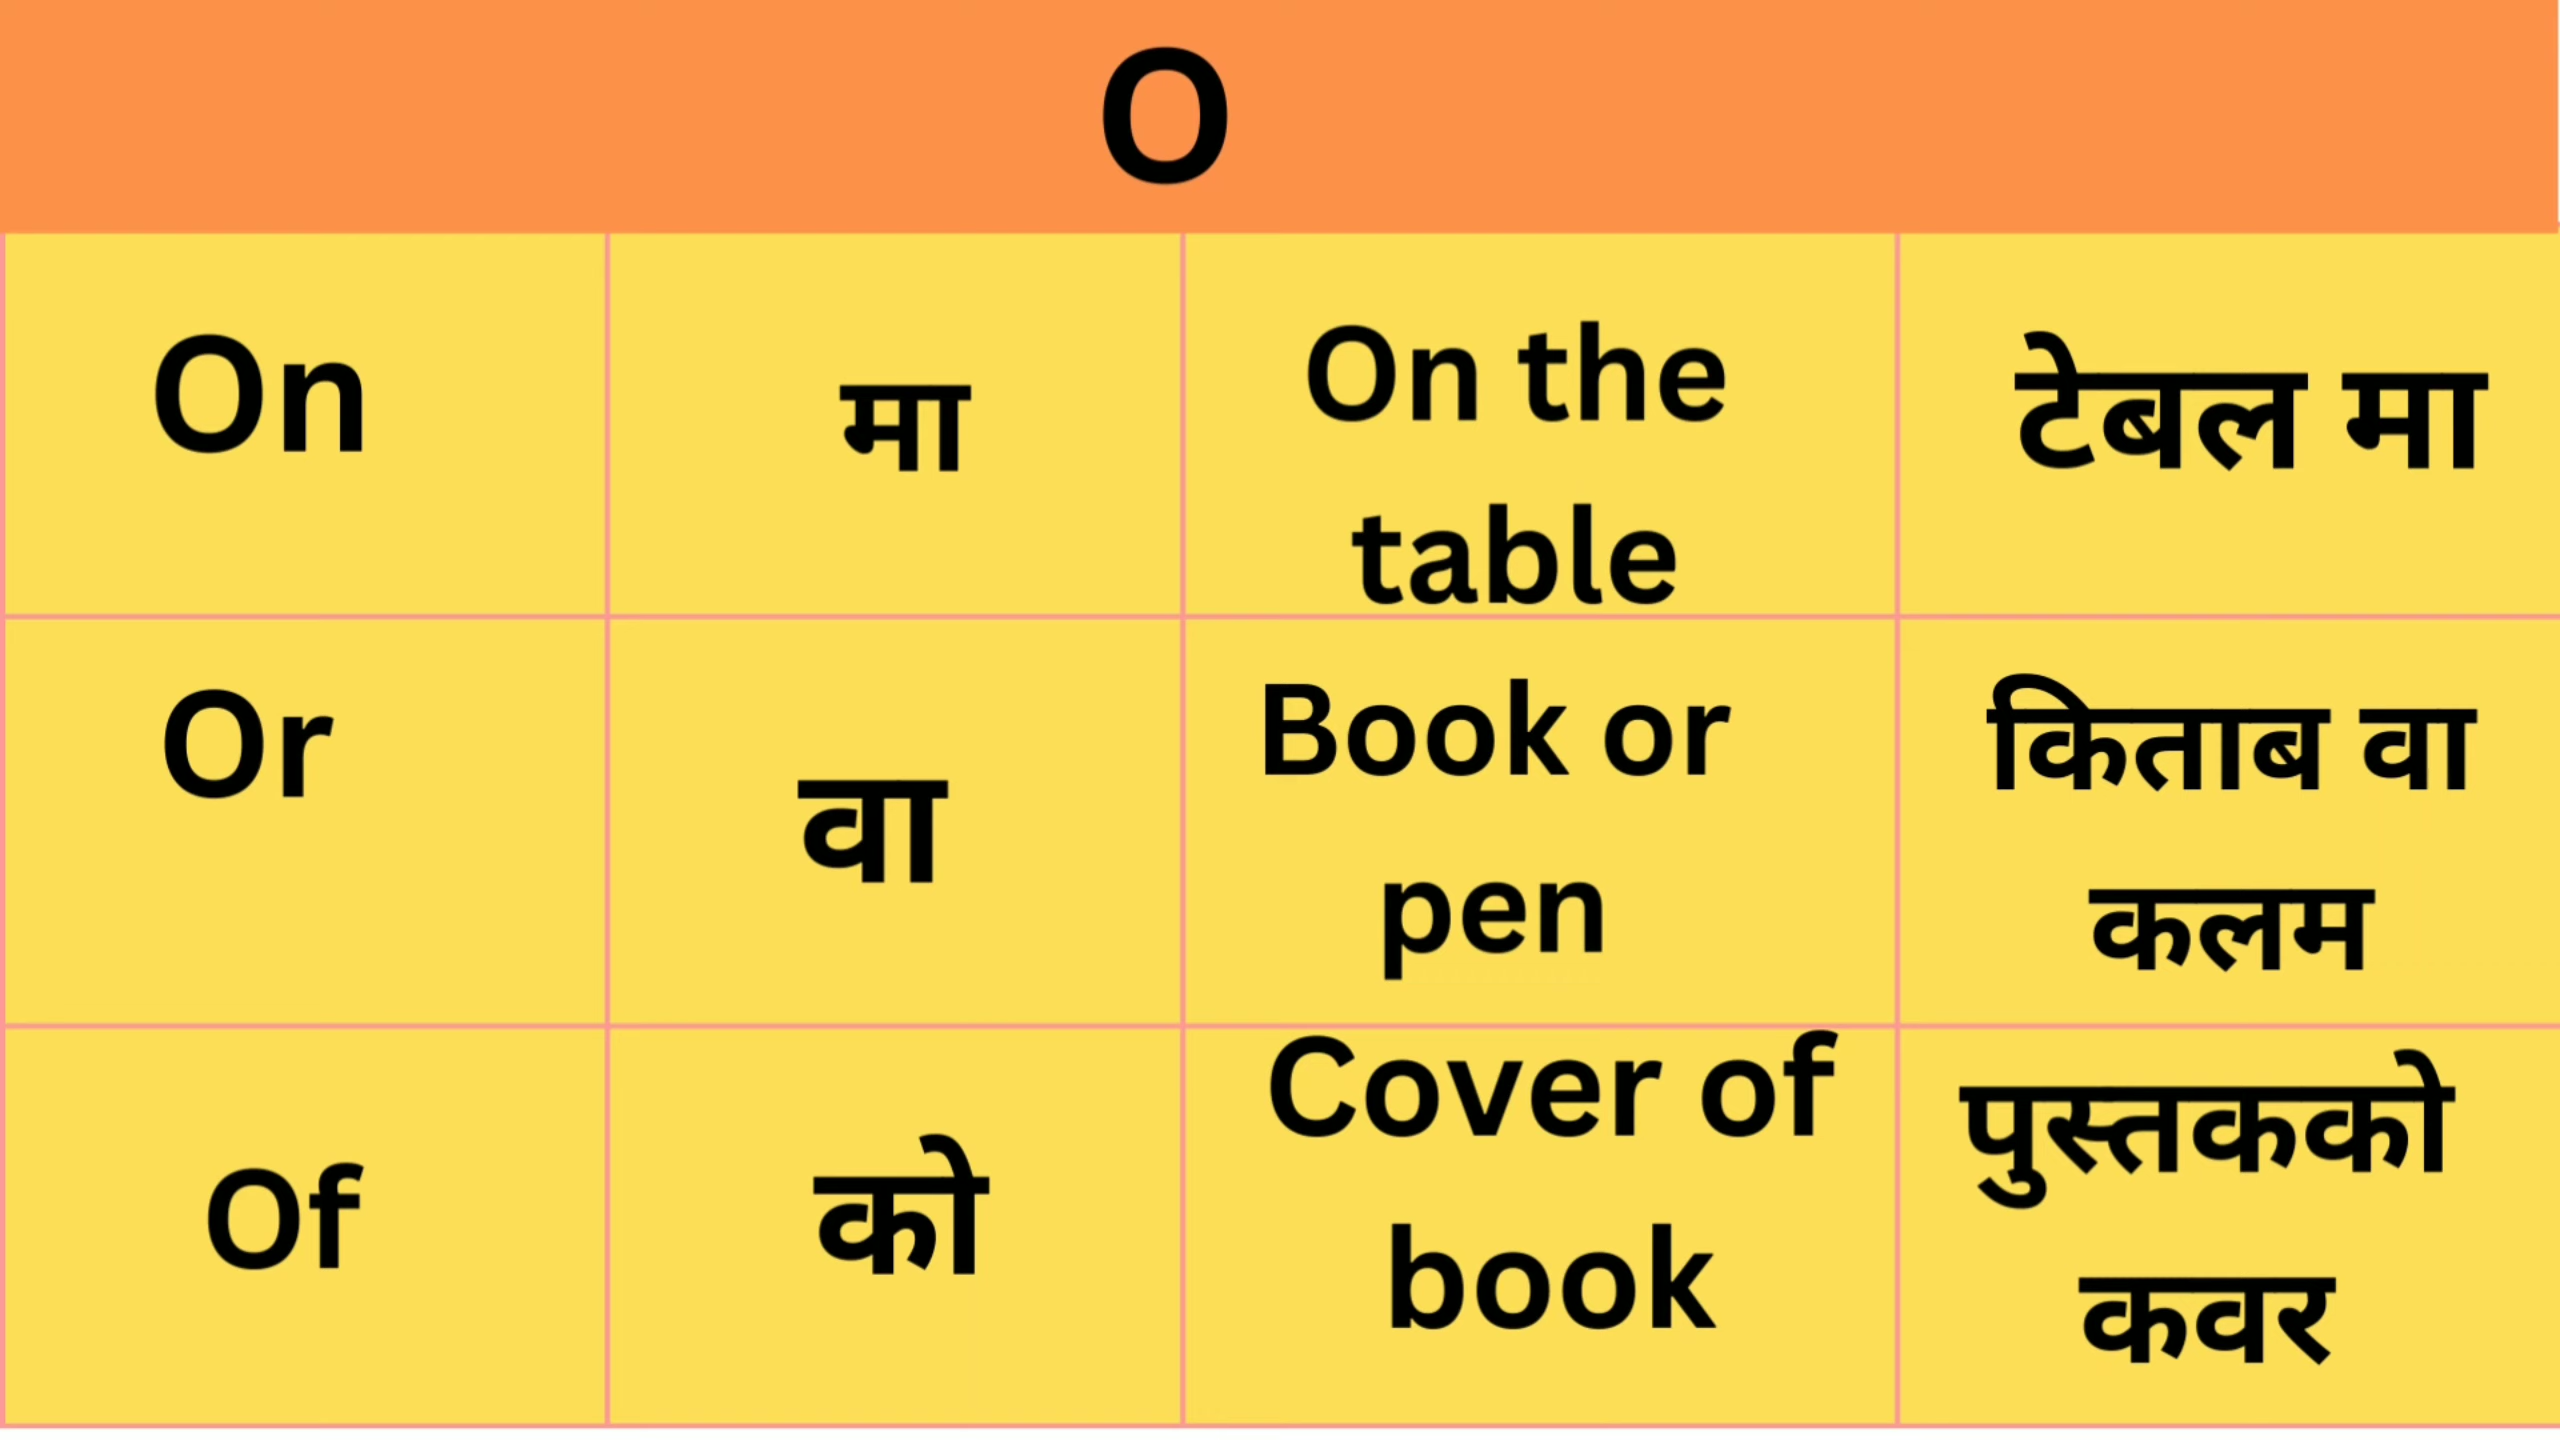 O
On
मा
On the
table
टेबल मा
Or
वा
Book or
pen
किताब वा
कलम
Of
को
Cover of
book
पुस्तकको
कवर